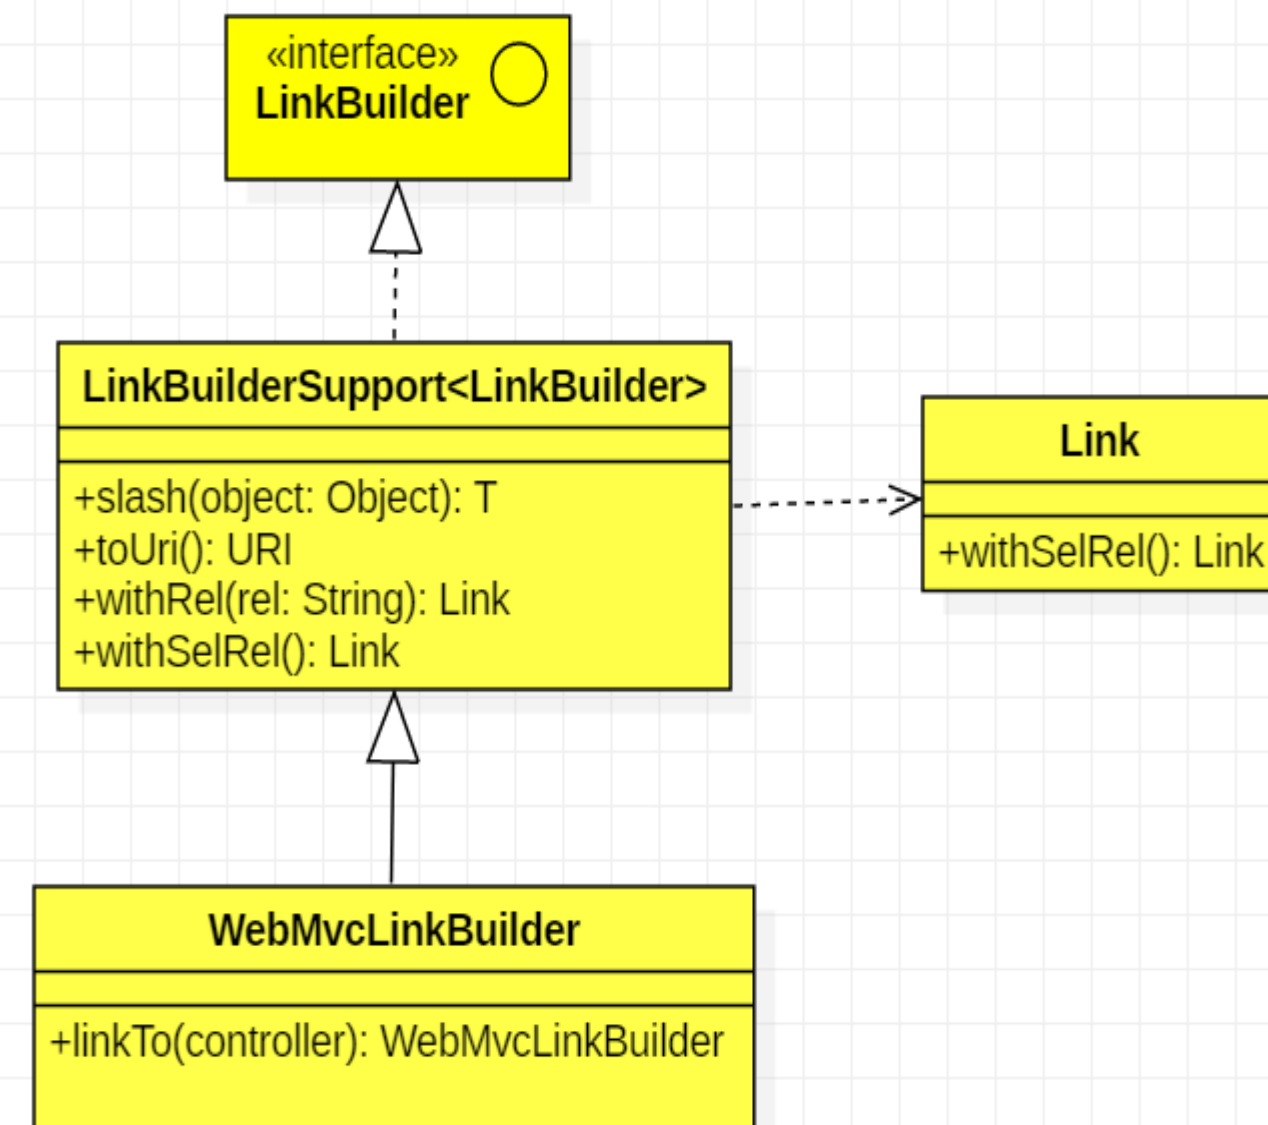 «interface»
LinkBuilder
LinkBuilderSupport<LinkBuilder>
+slash(object: Object): T
+toUri(): URI
+withRel(rel: String): Link
+withSelRel(): Link
Link
+withSelRel(): Link
WebMvcLinkBuilder
+linkTo(controller): WebMvcLinkBuilder